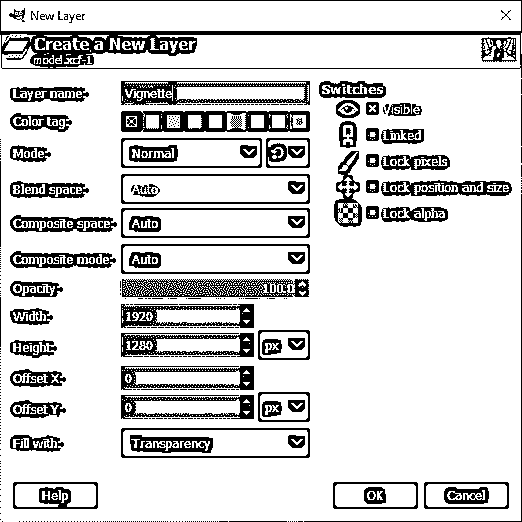 New Layer
Create a New Layer
model.xcf-1
Layer name:
Vignette
Switches
Color tag:
Visible
Linked
Mode:
Normal
Lock pixels
Blend space:
Auto
Lock position and size
Composite space:
Auto
Lock alpha
Composite mode:
Auto
Opacity
100.0
Width:
1920
Height:
1280
px
Offset X:
0
Offset Y:
0
px
Fill with:
Transparency
Help
OK
Cancel